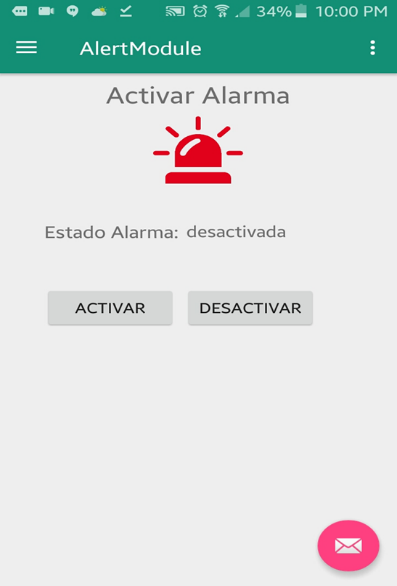 34% 10:00 PM
AlertModule
Activar Alarma
Estado Alarma: desactivada
ACTIVAR DESACTIVAR